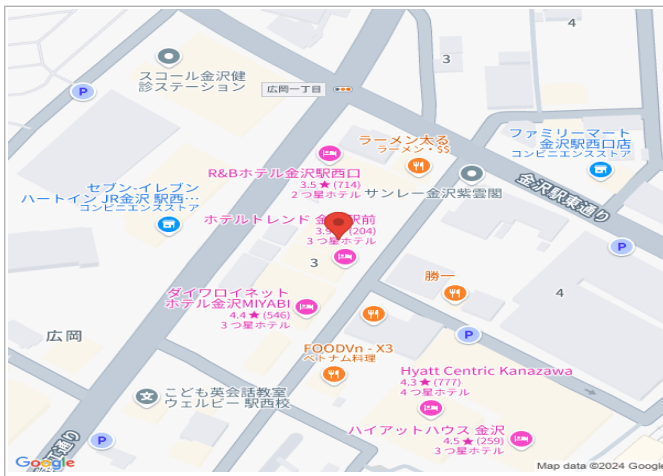 4
3
スコール金沢健
診ステーション
P
広岡一丁目
ラーメン太る
ラーメン・$$
ファミリーマート
金沢駅西口店
コンビニエンスストア
R&Bホテル金沢駅西口
3.5★(714)
2つ星ホテル
サンレー金沢紫雲閣
金沢駅東通り
セブン-イレブン
ハートイン JR金沢 駅西…
コンビニエンスストア
ホテルトレンド 金沢駅前
(204)
3つ星ホテル
P
3
勝一
4
ダイワロイネット
ホテル金沢MIYABI
4.4★(546)
3つ星ホテル
広岡
P
FOODVn - X3
ベトナム料理
Hyatt Centric Kanazawa
4.3★(777)
4つ星ホテル
こども英会話教室
ウェルビー 駅西校
ハイアットハウス 金沢
4.5★(259)
3つ星ホテル
P
通り
Google
Map data ©2024 Google